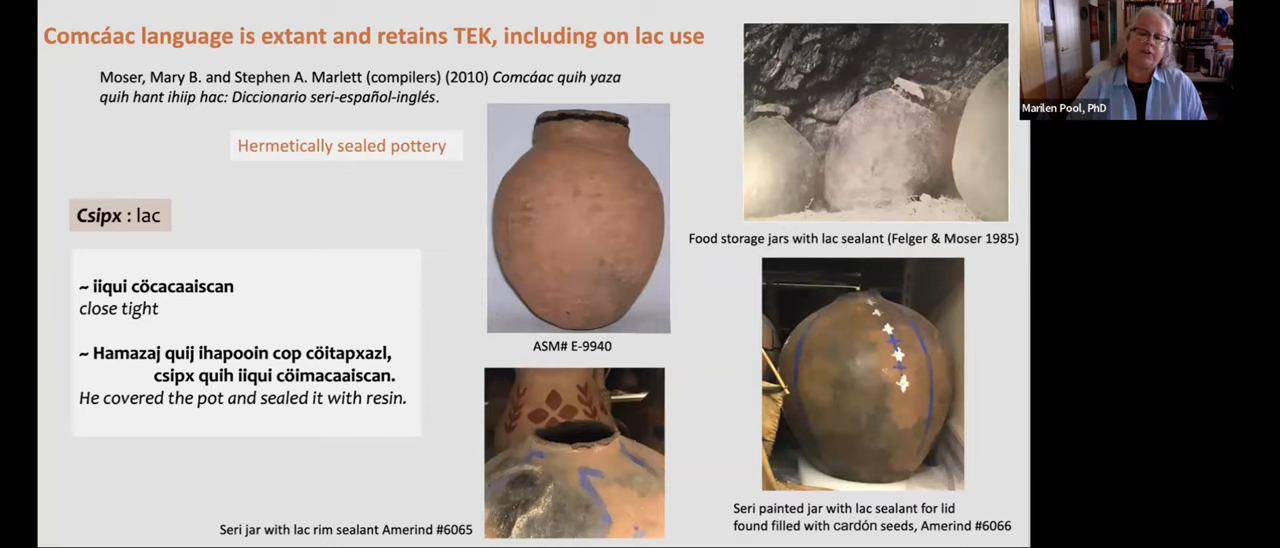 Comcáac language is extant and retains TEK, including on lac use
Moser, Mary B. and Stephen A. Marlett (compilers) (2010) Comcáac quih yaza
quih hant ihiip hac: Diccionario seri-español-inglés.
Hermetically sealed pottery
Csipx : lac
~ iiqui cöcacaaiscan
close tight
~ Hamazaj quij ihapooin cop cöitapxazl,
csipx quih iiqui cöimacaaiscan.
He covered the pot and sealed it with resin.
ASM# E-9940
Seri jar with lac rim sealant Amerind #6065
Food storage jars with lac sealant (Felger & Moser 1985)
Seri painted jar with lac sealant for lid
found filled with cardón seeds, Amerind #6066
Marilen Pool, PhD